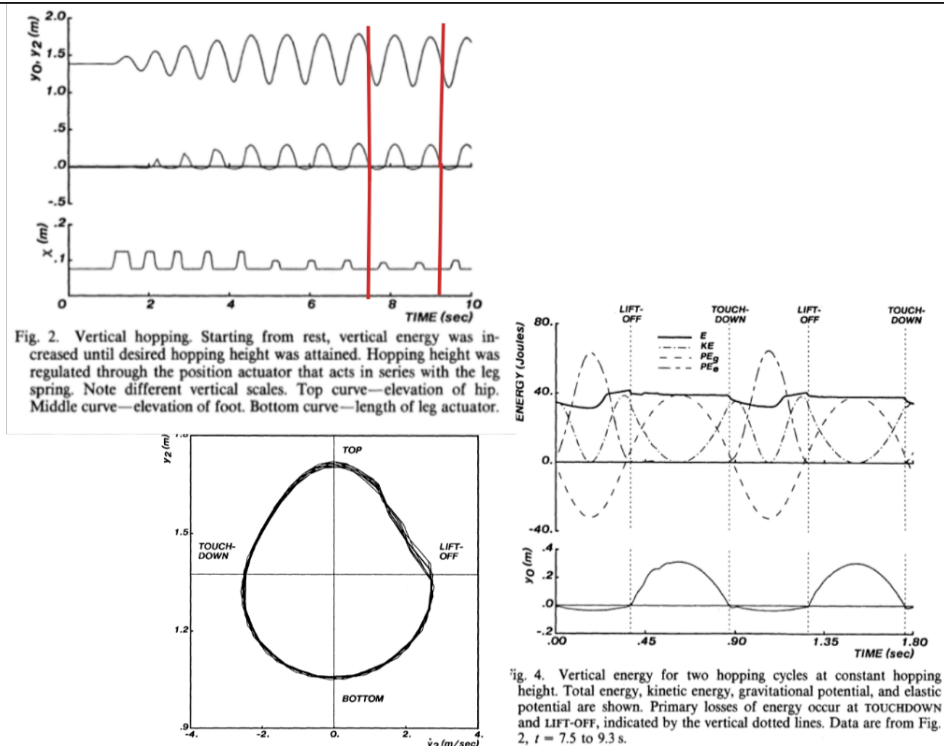 2.0
1.5
1.0
.5
.0
-.5
y₀, y₂ (m)
.2
.1
χ (m)
0 2 4 6 8 10
TIME (sec)
Fig. 2. Vertical hopping. Starting from rest, vertical energy was in-
creased until desired hopping height was attained. Hopping height was
regulated through the position actuator that acts in series with the leg
spring. Note different vertical scales. Top curve—elevation of hip.
Middle curve—elevation of foot. Bottom curve—length of leg actuator.
y₂ (m)
1.8
1.5
1.2
.9
TOP
TOUCH-
DOWN
LIFT-
OFF
BOTTOM
-4. -2. 0. 2. 4.
ẏ₂ (m/sec)
LIFT-
OFF
TOUCH-
DOWN
LIFT-
OFF
TOUCH-
DOWN
80.
40.
0.
-40.
ENERGY (Joules)
E
KE
PEg
PEe
.4
.2
.0
-.2
y₀ (m)
.00 .45 .90 1.35 1.80
TIME (sec)
ig. 4. Vertical energy for two hopping cycles at constant hopping
height. Total energy, kinetic energy, gravitational potential, and elastic
potential are shown. Primary losses of energy occur at TOUCHDOWN
and LIFT-OFF, indicated by the vertical dotted lines. Data are from Fig.
2, t = 7.5 to 9.3 s.